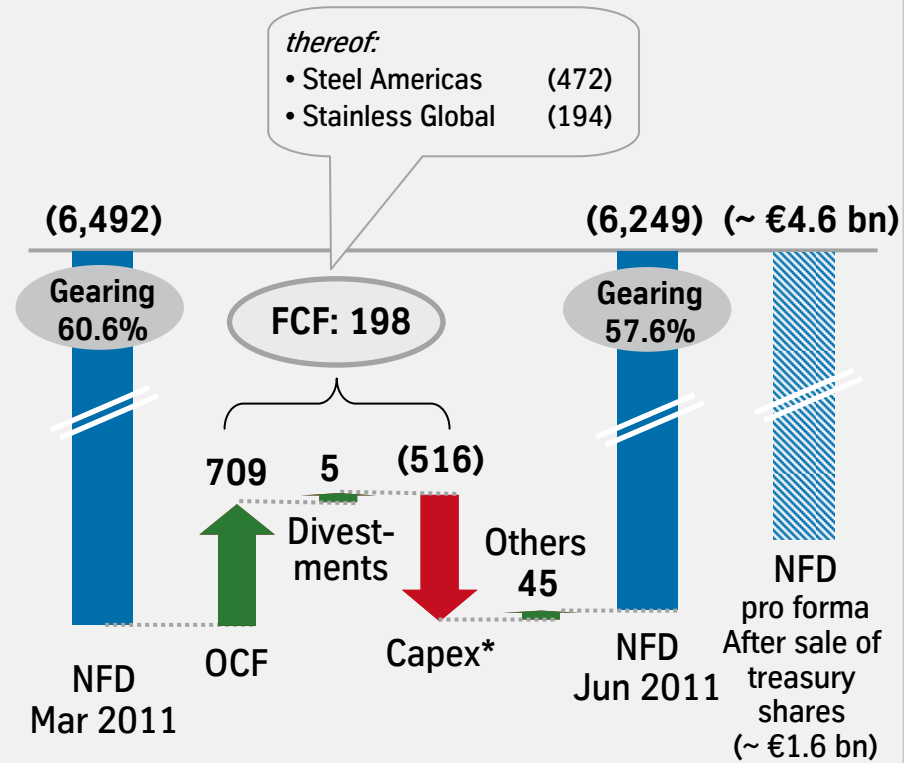 thereof:
• Steel Americas (472)
• Stainless Global (194)
(6,492)
(6,249)
(~ €4.6 bn)
Gearing
60.6%
FCF: 198
Gearing
57.6%
709
5
(516)
Divest-
ments
Others
45
OCF
Capex*
NFD
Mar 2011
NFD
Jun 2011
NFD
pro forma
After sale of
treasury
shares
(~ €1.6 bn)